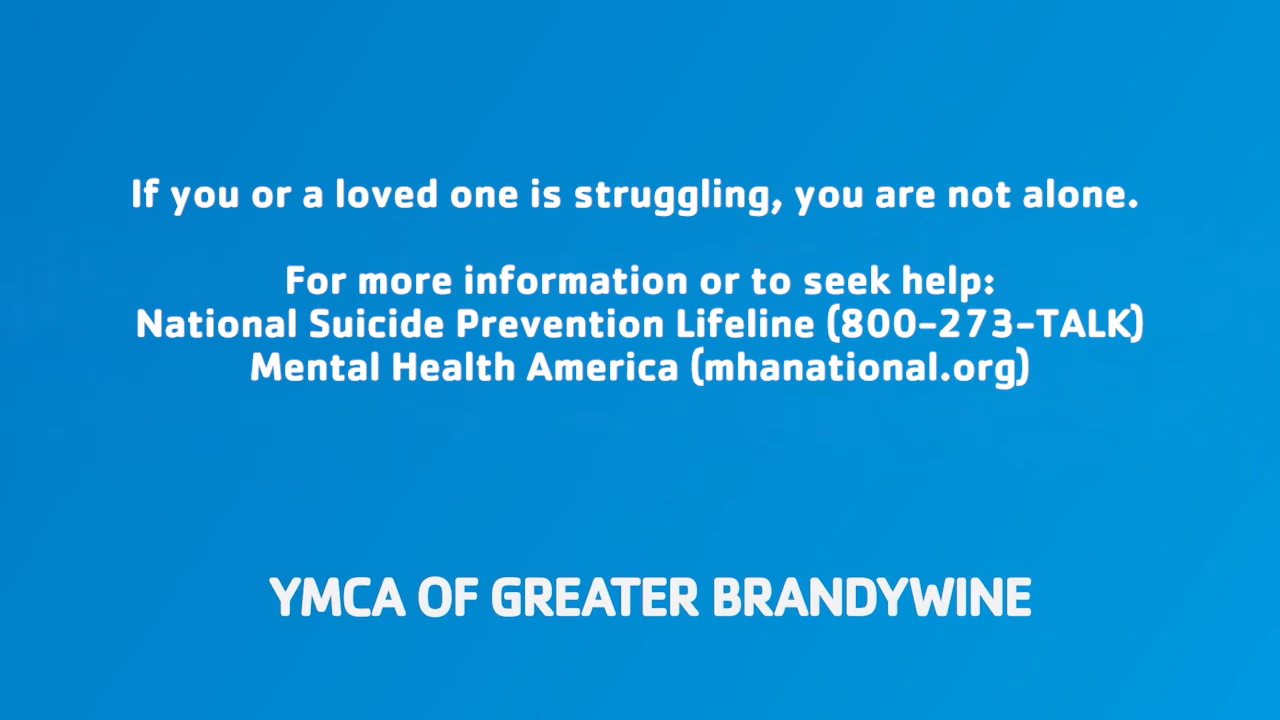 If you or a loved one is struggling, you are not alone.
For more information or to seek help:
National Suicide Prevention Lifeline (800-273-TALK)
Mental Health America (mhanational.org)
YMCA OF GREATER BRANDYWINE